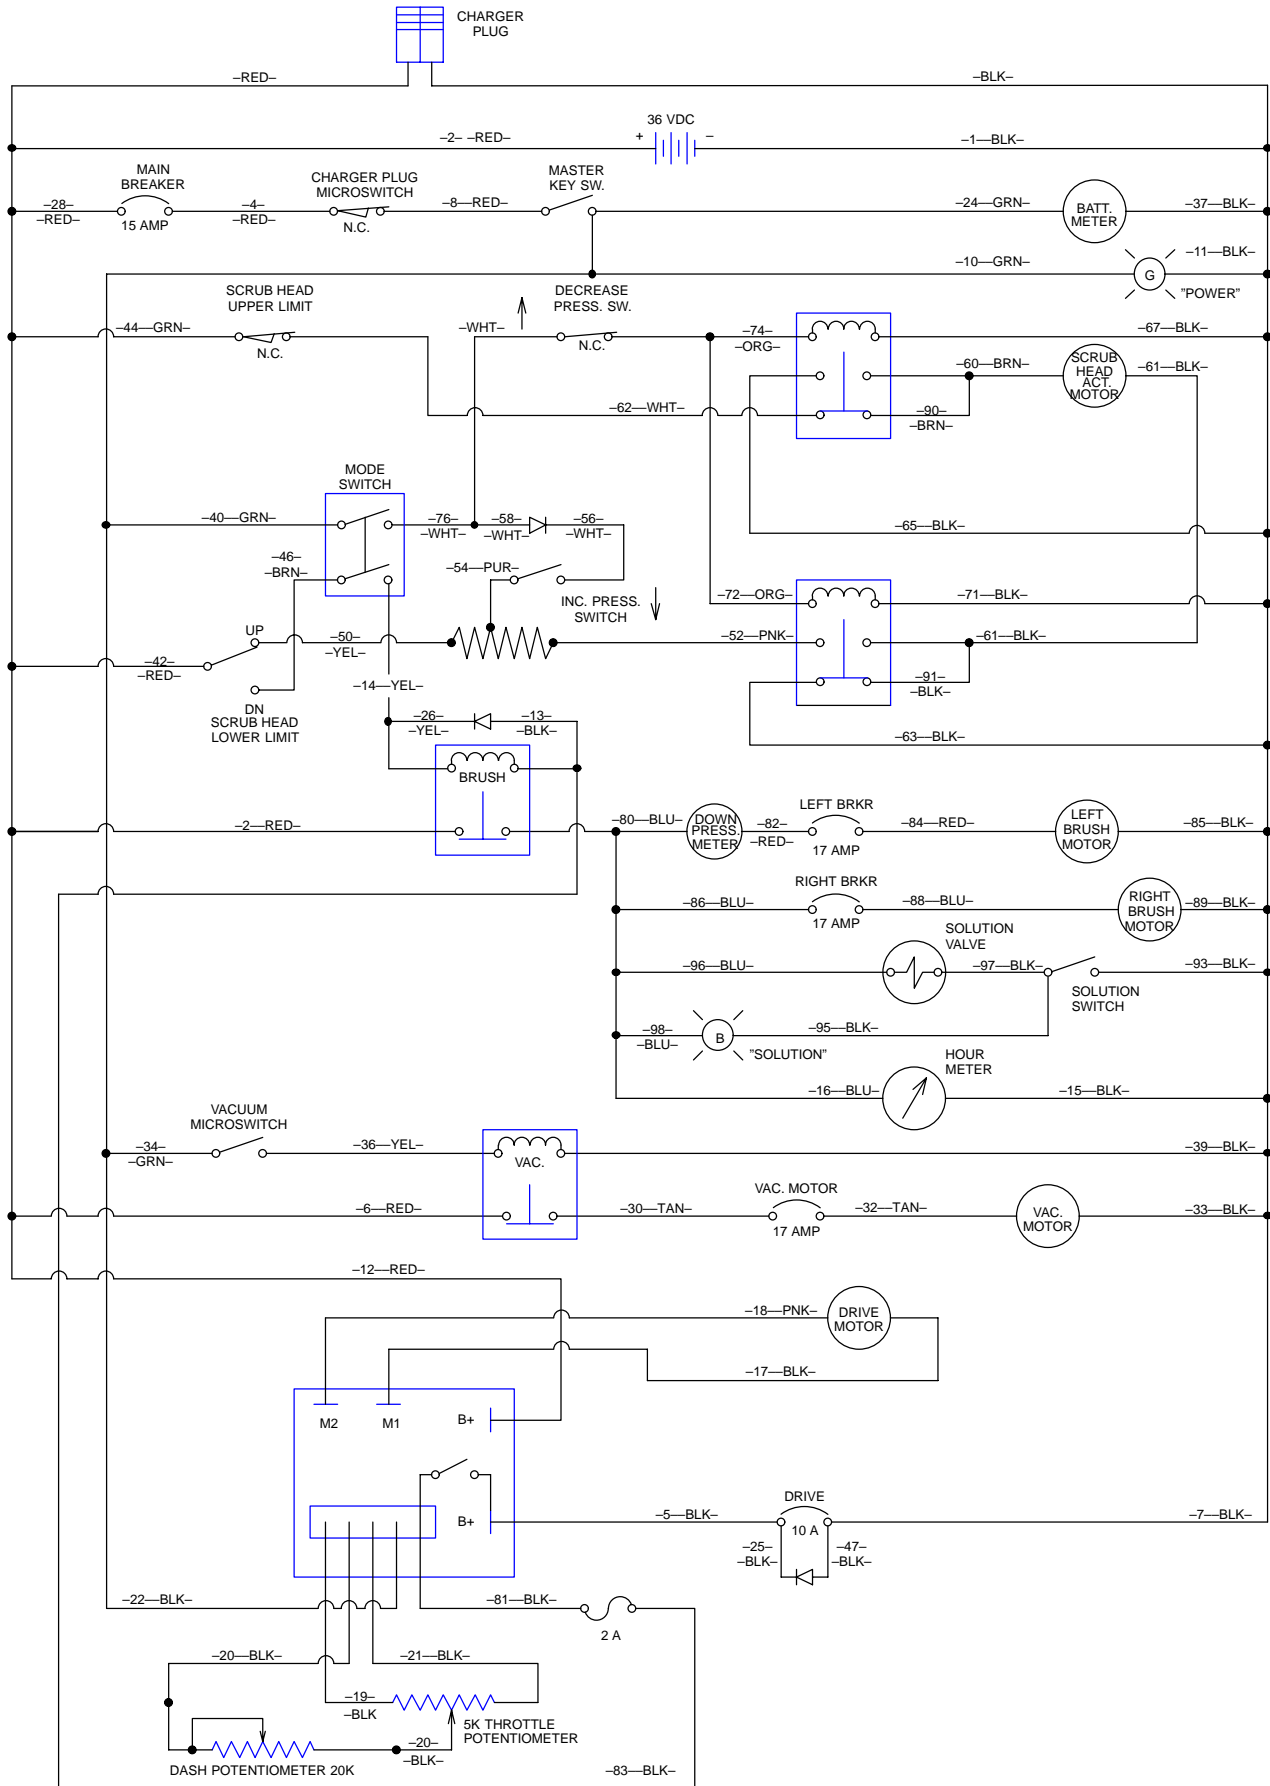 CHARGER
PLUG
–RED–
–BLK–
36 VDC
+
–
–2– –RED–
–1––BLK–
MAIN
BREAKER
CHARGER PLUG
MICROSWITCH
MASTER
KEY SW.
–28–
–RED–
15 AMP
–4–
–RED–
N.C.
–8––RED–
–24––GRN–
BATT.
METER
–37––BLK–
–10––GRN–
G
–11––BLK–
”POWER”
SCRUB HEAD
UPPER LIMIT
DECREASE
PRESS. SW.
–44––GRN–
N.C.
–WHT–
N.C.
–74–
–ORG–
–67––BLK–
–60––BRN–
SCRUB
HEAD
ACT.
MOTOR
–61––BLK–
–62––WHT–
–90–
–BRN–
MODE
SWITCH
–40––GRN–
–76–
–WHT–
–58–
–WHT–
–56–
–WHT–
–65––BLK–
–46–
–BRN–
–54––PUR–
INC. PRESS.
SWITCH
–72––ORG–
–71––BLK–
UP
–50–
–YEL–
–52––PNK–
–61––BLK–
–42–
–RED–
–14––YEL–
–91–
–BLK–
DN
SCRUB HEAD
LOWER LIMIT
–26–
–YEL–
–13–
–BLK–
–63––BLK–
BRUSH
–2––RED–
–80––BLU–
DOWN
PRESS.
METER
–82–
–RED–
LEFT BRKR
17 AMP
–84––RED–
LEFT
BRUSH
MOTOR
–85––BLK–
–86––BLU–
RIGHT BRKR
17 AMP
–88––BLU–
RIGHT
BRUSH
MOTOR
–89––BLK–
SOLUTION
VALVE
–96––BLU–
–97––BLK–
–93––BLK–
SOLUTION
SWITCH
–98–
–BLU–
B
”SOLUTION”
–95––BLK–
HOUR
METER
–16––BLU–
–15––BLK–
VACUUM
MICROSWITCH
–34–
–GRN–
–36––YEL–
VAC.
–39––BLK–
–6––RED–
–30––TAN–
VAC. MOTOR
17 AMP
–32––TAN–
VAC.
MOTOR
–33––BLK–
–12––RED–
–18––PNK–
DRIVE
MOTOR
–17––BLK–
M2
M1
B+
B+
–5––BLK–
DRIVE
10 A
–7––BLK–
–25–
–BLK–
–47–
–BLK–
–22––BLK–
–81––BLK–
2 A
–20––BLK–
–21––BLK–
–19–
–BLK
5K THROTTLE
POTENTIOMETER
–20–
–BLK–
DASH POTENTIOMETER 20K
–83––BLK–